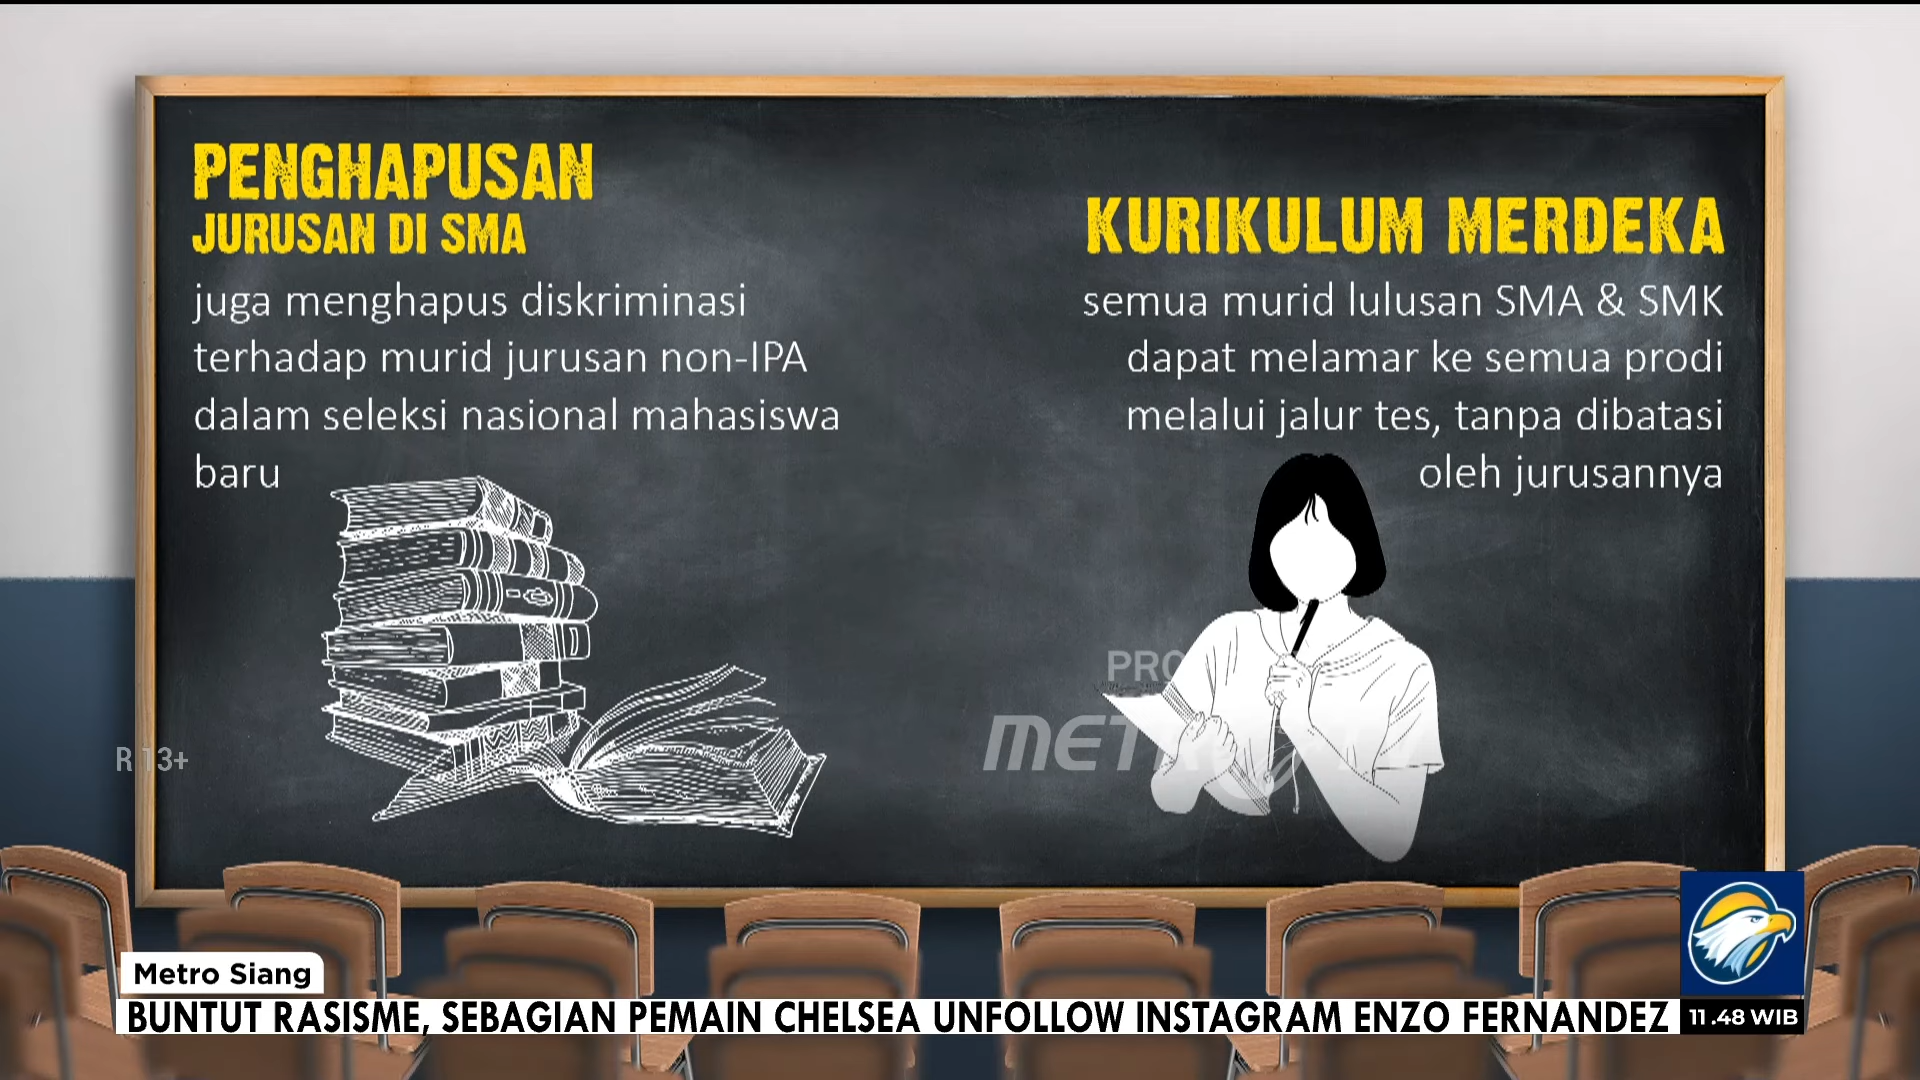 PENGHAPUSAN
JURUSAN DI SMA
juga menghapus diskriminasi
terhadap murid jurusan non-IPA
dalam seleksi nasional mahasiswa
baru
KURIKULUM MERDEKA
semua murid lulusan SMA & SMK
dapat melamar ke semua prodi
melalui jalur tes, tanpa dibatasi
oleh jurusannya
R 13+
METRO TV
Metro Siang
BUNTUT RASISME, SEBAGIAN PEMAIN CHELSEA UNFOLLOW INSTAGRAM ENZO FERNANDEZ
11.48 WIB